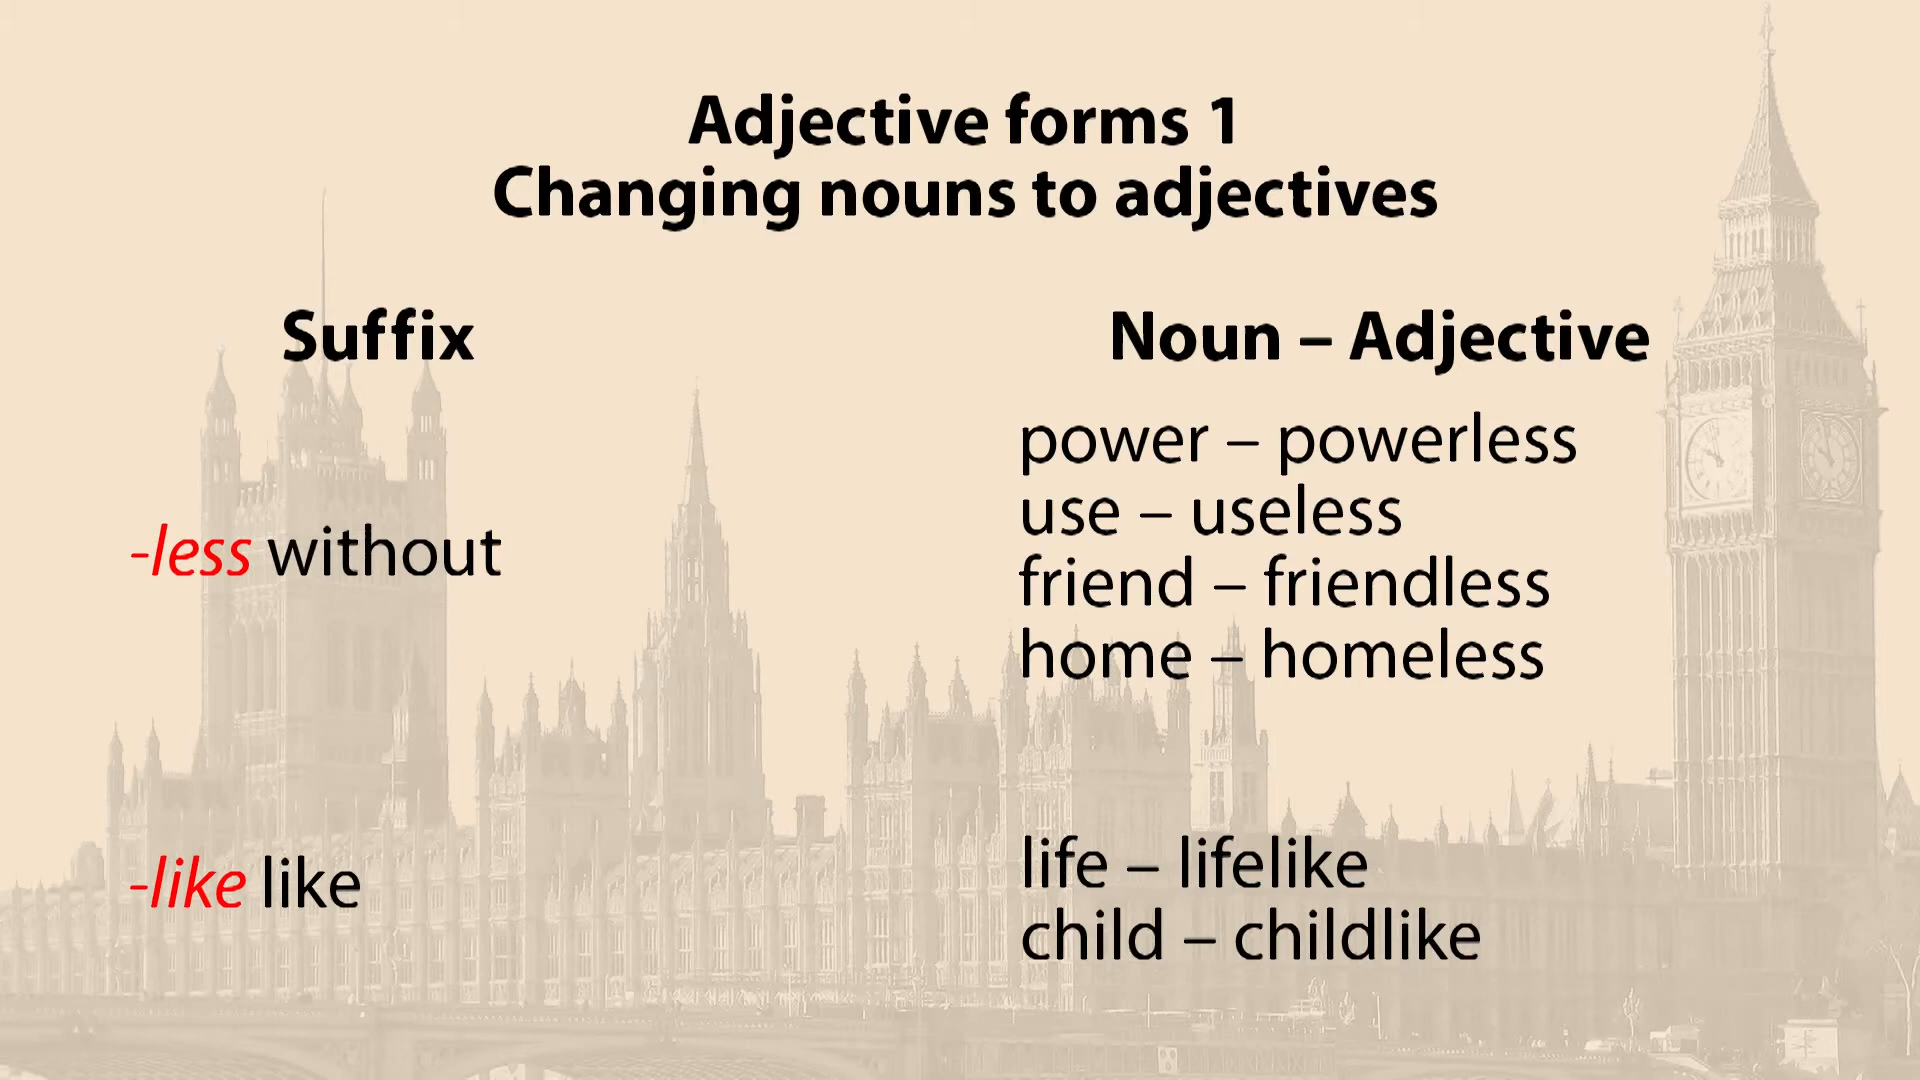 Adjective forms 1
Changing nouns to adjectives
Suffix
Noun – Adjective
-less without
power – powerless
use – useless
friend – friendless
home – homeless
-like like
life – lifelike
child – childlike